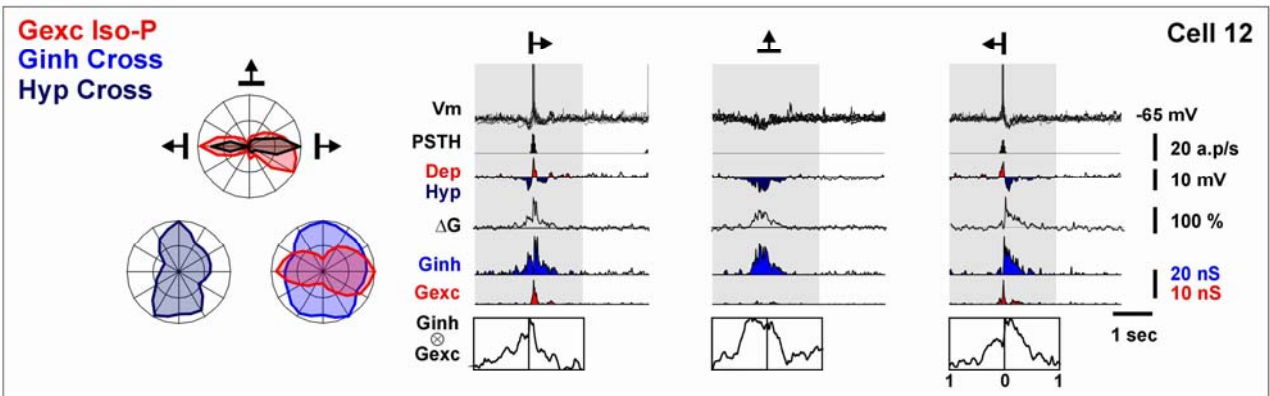 Gexc Iso-P
Ginh Cross
Hyp Cross
Cell 12
Vm
-65 mV
PSTH
20 a.p/s
Dep
Hyp
10 mV
ΔG
100 %
Ginh
20 nS
Gexc
10 nS
Ginh
⊗
Gexc
1 sec
1 0 1